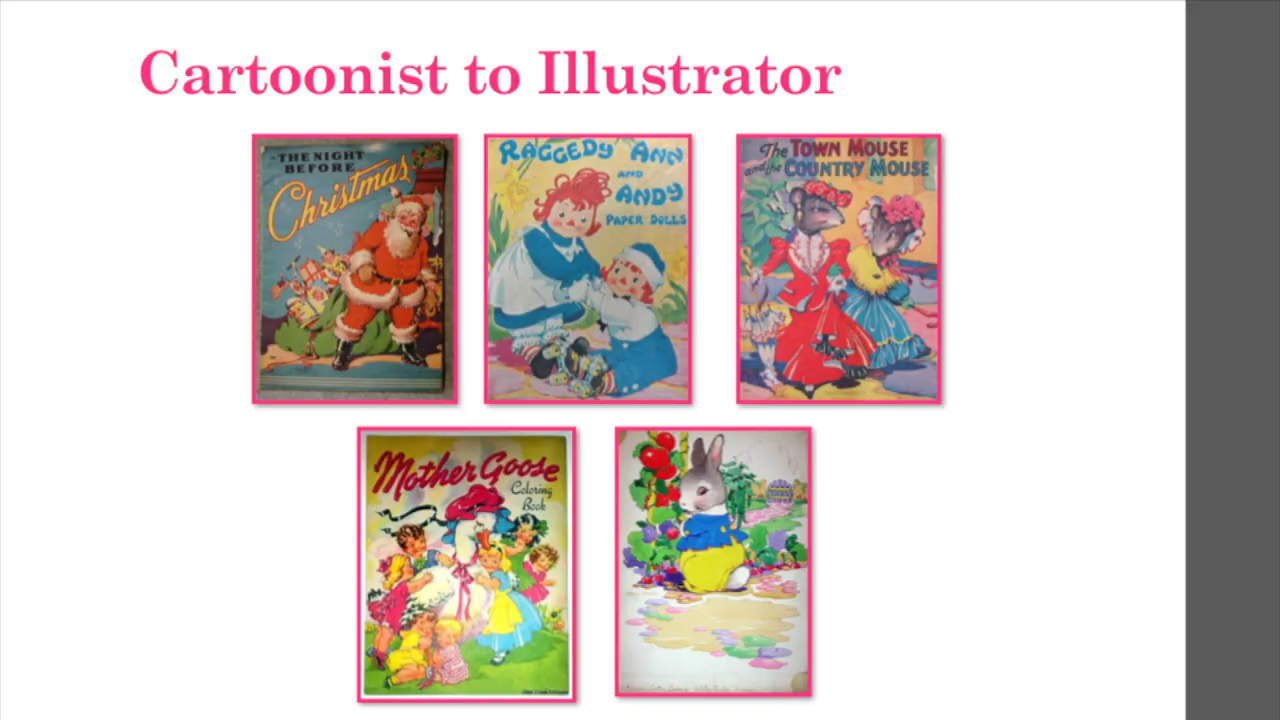 Cartoonist to Illustrator
THE NIGHT
BEFORE
Christmas
RAGGEDY ANN
AND
ANDY
PAPER DOLLS
The TOWN MOUSE
and the COUNTRY MOUSE
Mother Goose
Coloring
Book